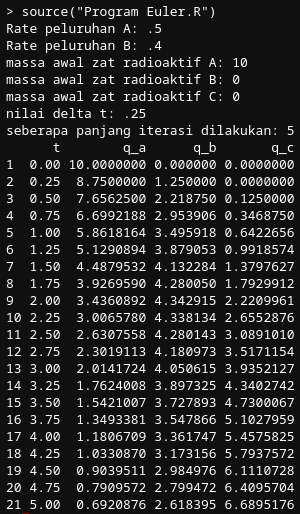 > source("Program Euler.R")
Rate peluruhan A: .5
Rate peluruhan B: .4
massa awal zat radioaktif A: 10
massa awal zat radioaktif B: 0
massa awal zat radioaktif C: 0
nilai delta t: .25
seberapa panjang iterasi dilakukan: 5
t q_a q_b q_c
1 0.00 10.0000000 0.000000 0.0000000
2 0.25 8.7500000 1.250000 0.0000000
3 0.50 7.6562500 2.218750 0.1250000
4 0.75 6.6992188 2.953906 0.3468750
5 1.00 5.8618164 3.495918 0.6422656
6 1.25 5.1290894 3.879053 0.9918574
7 1.50 4.4879532 4.132284 1.3797627
8 1.75 3.9269590 4.280050 1.7929912
9 2.00 3.4360892 4.342915 2.2209961
10 2.25 3.0065780 4.338134 2.6552876
11 2.50 2.6307558 4.280143 3.0891010
12 2.75 2.3019113 4.180973 3.5171154
13 3.00 2.0141724 4.050615 3.9352127
14 3.25 1.7624008 3.897325 4.3402742
15 3.50 1.5421007 3.727893 4.7300067
16 3.75 1.3493381 3.547866 5.1027959
17 4.00 1.1806709 3.361747 5.4575825
18 4.25 1.0330870 3.173156 5.7937572
19 4.50 0.9039511 2.984976 6.1110728
20 4.75 0.7909572 2.799472 6.4095704
21 5.00 0.6920876 2.618395 6.6895176